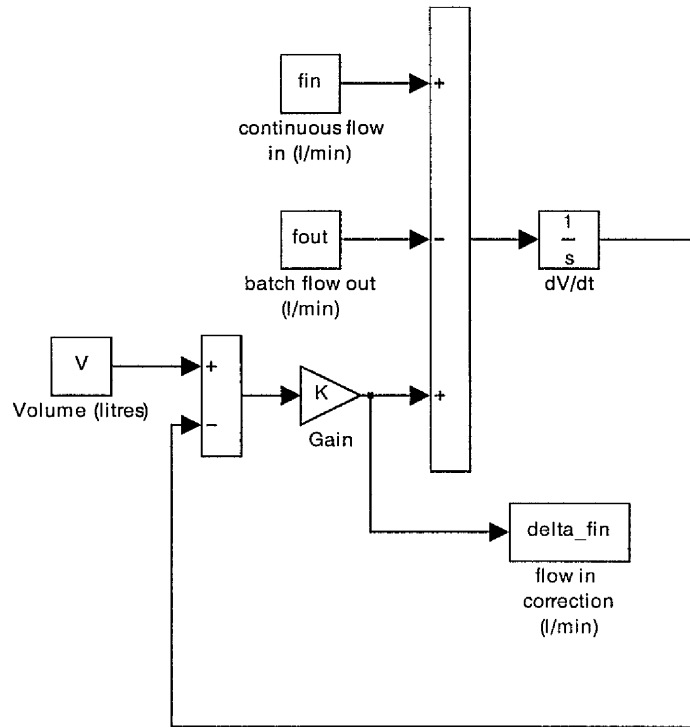 fin
+
continuous flow
in (l/min)
fout
-
batch flow out
(l/min)
1
s
dV/dt
V
+
Volume (litres)
-
K
Gain
+
delta_fin
flow in
correction
(l/min)